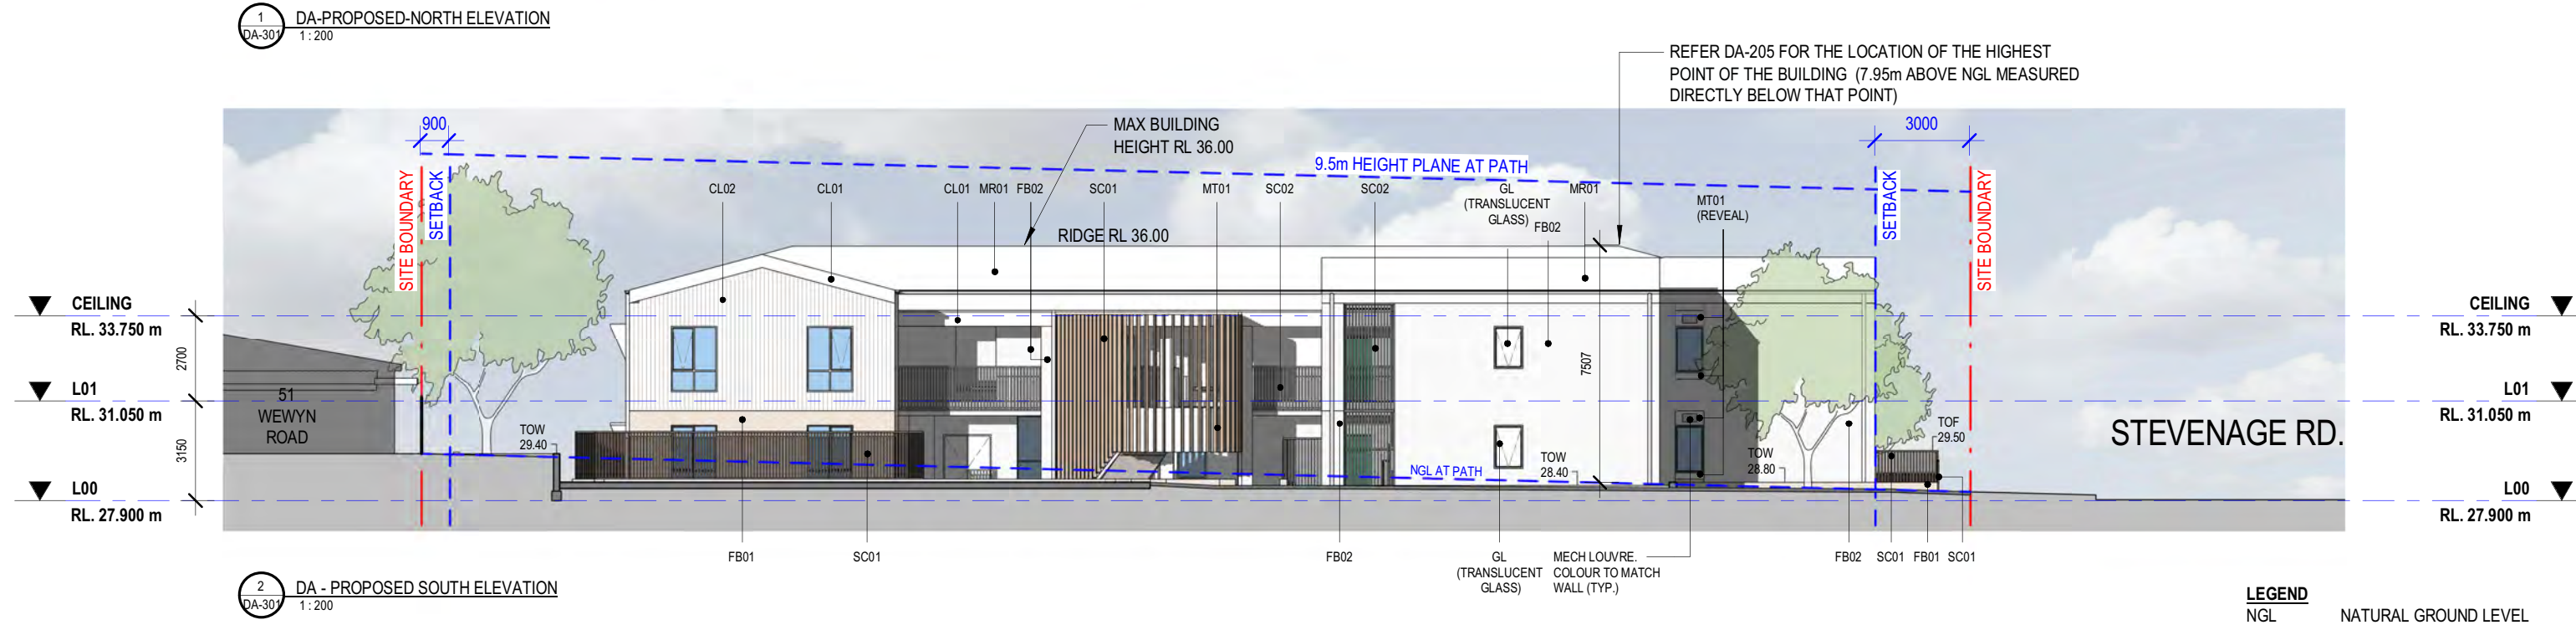 1
DA-301
DA-PROPOSED-NORTH ELEVATION
1 : 200
REFER DA-205 FOR THE LOCATION OF THE HIGHEST
POINT OF THE BUILDING (7.95m ABOVE NGL MEASURED
DIRECTLY BELOW THAT POINT)
900
MAX BUILDING
HEIGHT RL 36.00
3000
9.5m HEIGHT PLANE AT PATH
SITE BOUNDARY
SETBACK
CL02
CL01
CL01
MR01
FB02
SC01
MT01
SC02
SC02
GL
(TRANSLUCENT
GLASS)
FB02
MR01
MT01
(REVEAL)
SETBACK
SITE BOUNDARY
RIDGE RL 36.00
CEILING
RL. 33.750 m
CEILING
RL. 33.750 m
2700
7507
L01
RL. 31.050 m
L01
RL. 31.050 m
51
WEWYN
ROAD
STEVENAGE RD.
TOW
29.40
TOF
29.50
3150
NGL AT PATH
TOW
28.40
TOW
28.80
L00
RL. 27.900 m
L00
RL. 27.900 m
FB01
SC01
FB02
GL
(TRANSLUCENT
GLASS)
MECH LOUVRE.
COLOUR TO MATCH
WALL (TYP.)
FB02
SC01
FB01
SC01
2
DA-301
DA - PROPOSED SOUTH ELEVATION
1 : 200
LEGEND
NGL NATURAL GROUND LEVEL